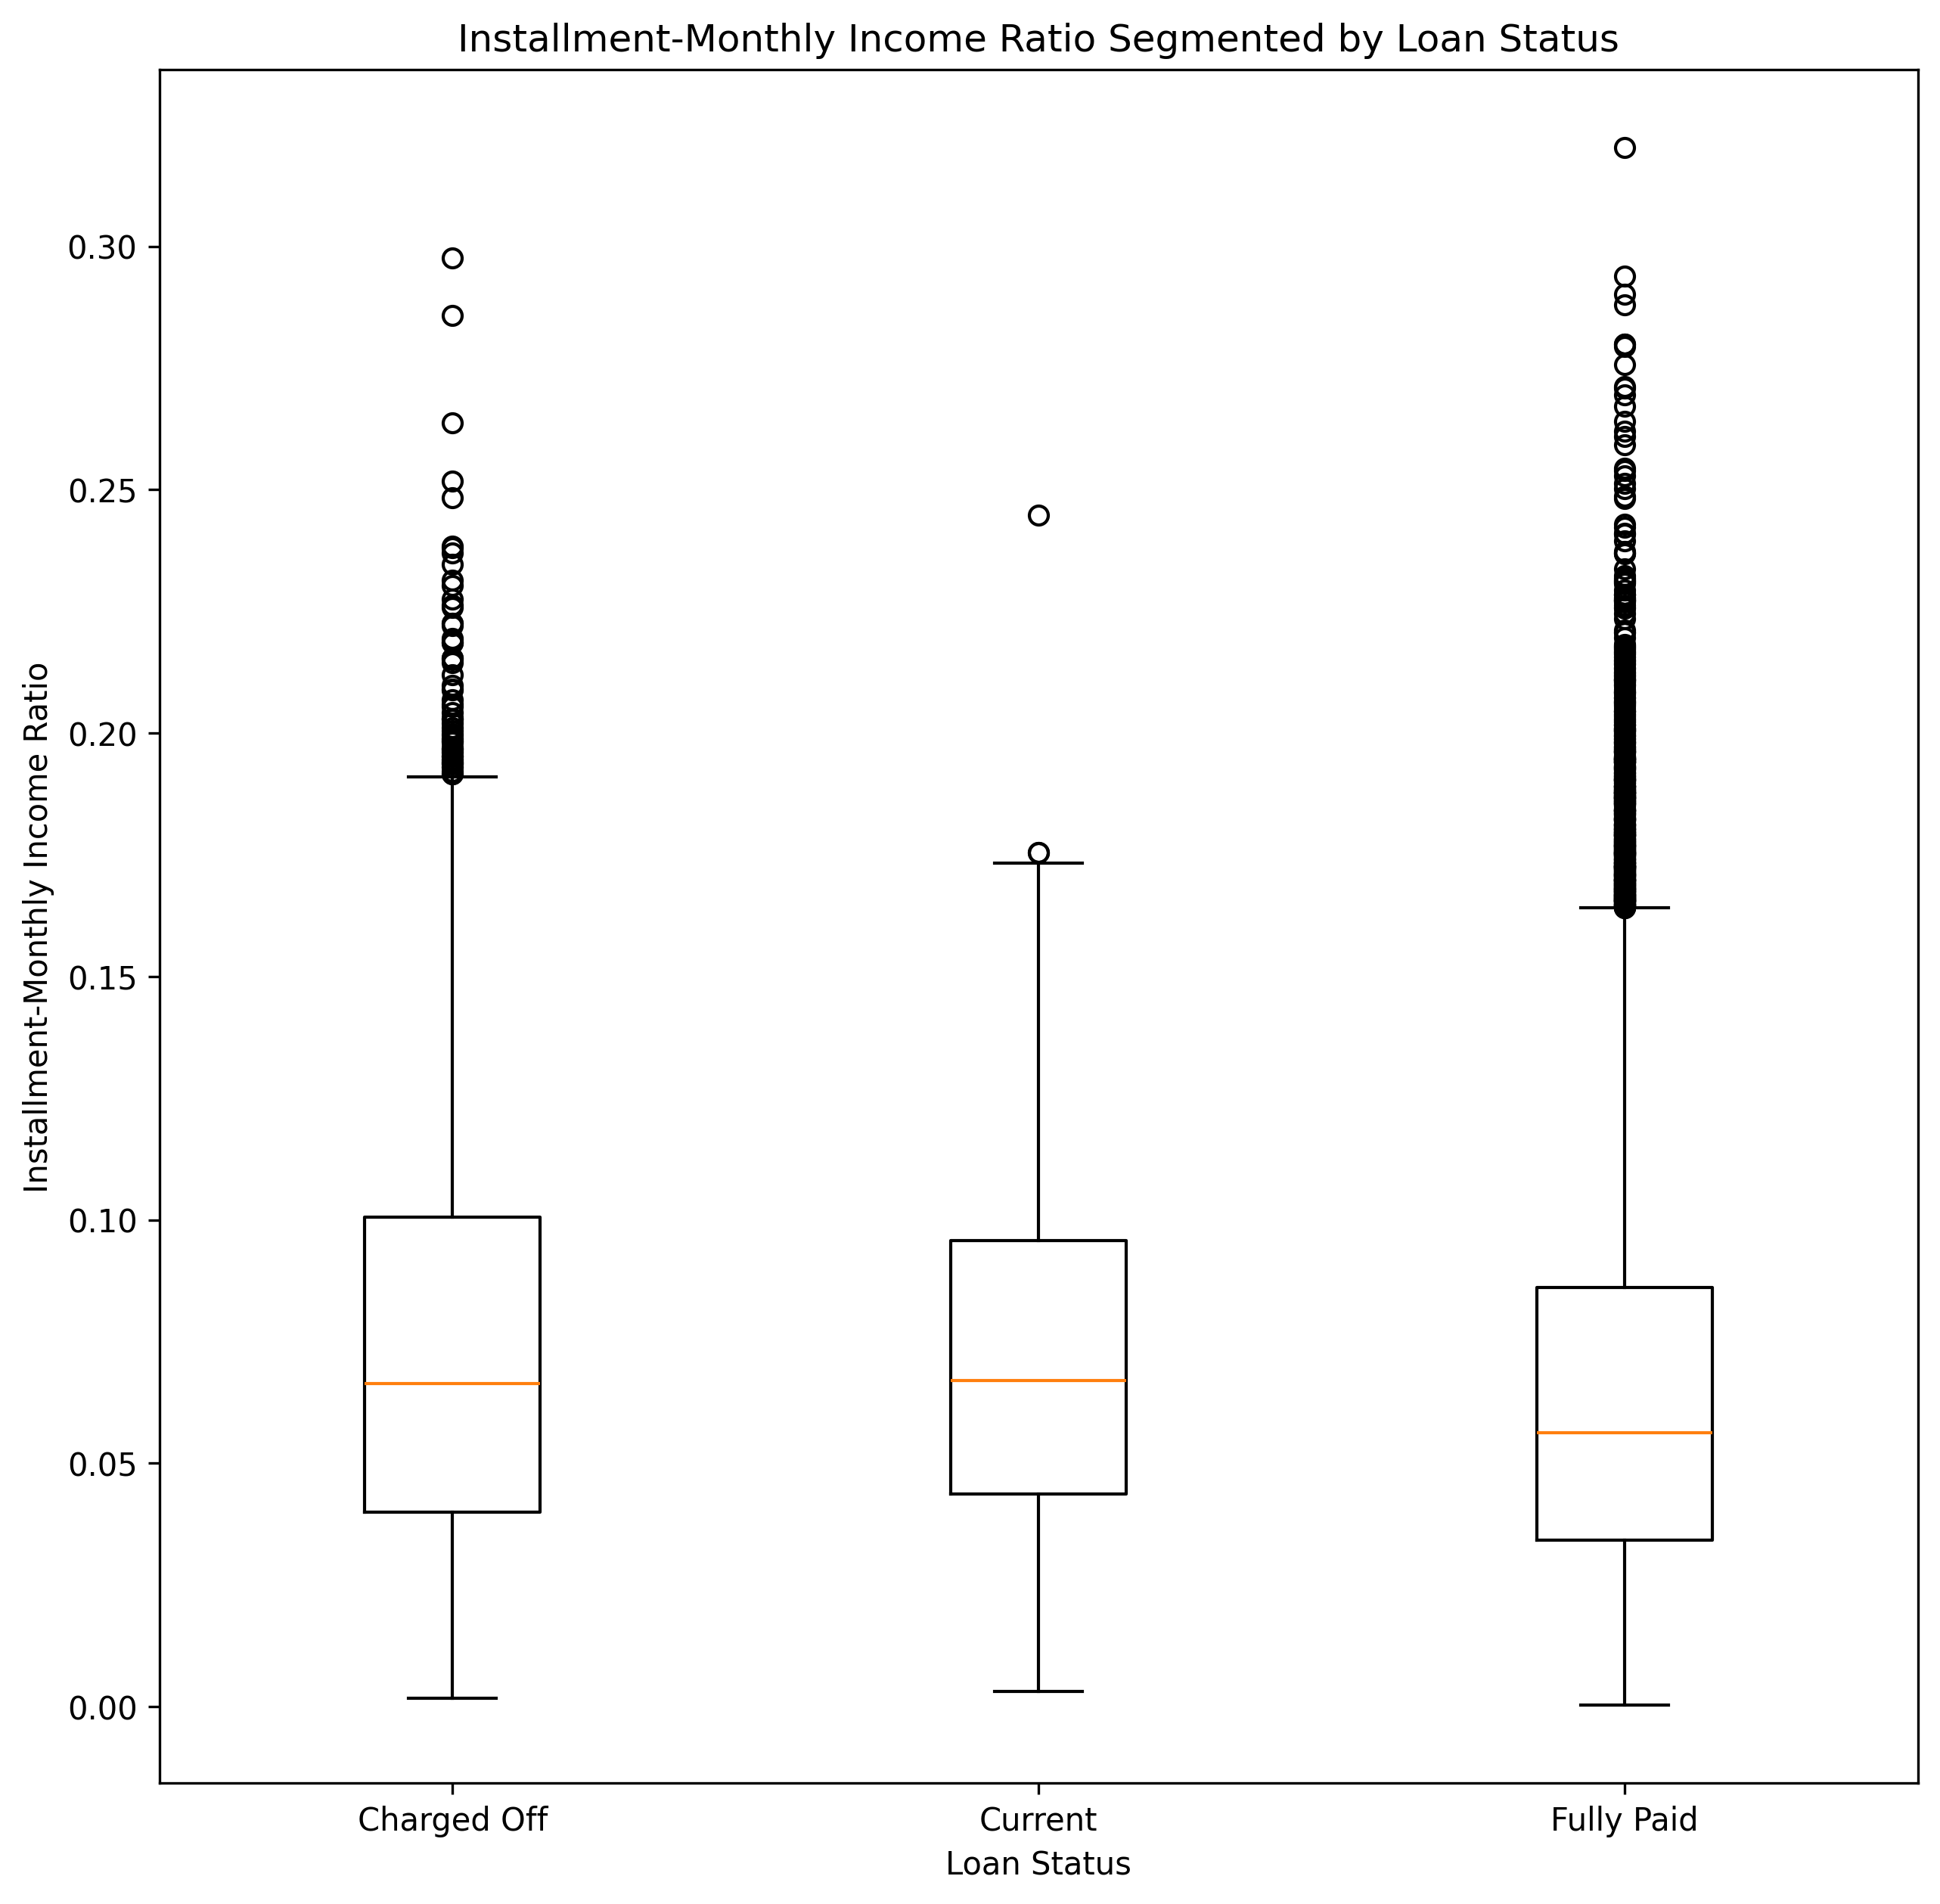 Installment-Monthly Income Ratio Segmented by Loan Status
Installment-Monthly Income Ratio
0.30
0.25
0.20
0.15
0.10
0.05
0.00
Charged Off
Current
Fully Paid
Loan Status